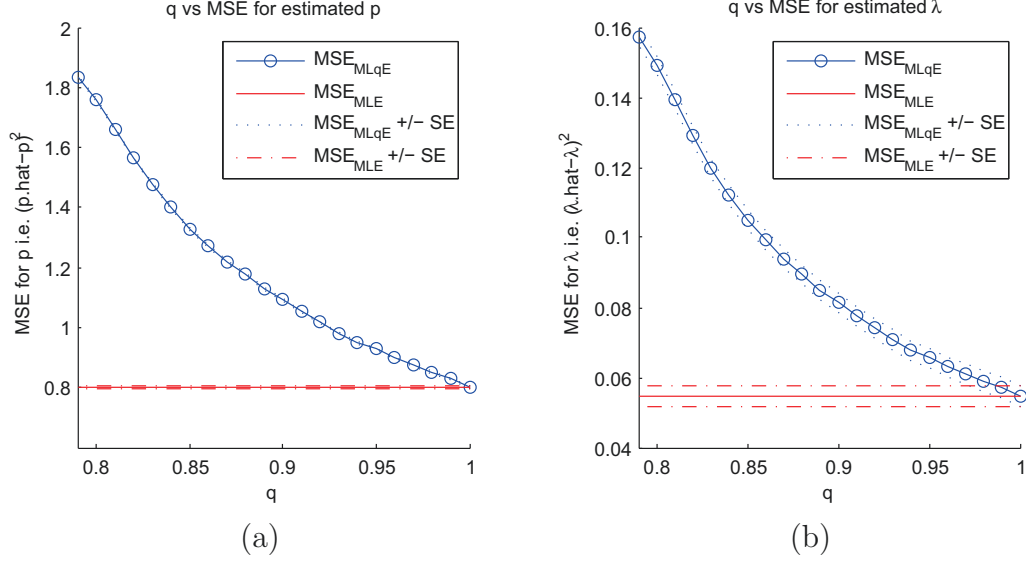 q vs MSE for estimated p
MSE for p i.e. (p.hat−p)²
2
1.8
1.6
1.4
1.2
1
0.8
0.8
0.85
0.9
0.95
1
q
MSE_MLqE
MSE_MLE
MSE_MLqE +/− SE
MSE_MLE +/− SE
(a)
q vs MSE for estimated λ
MSE for λ i.e. (λ.hat−λ)²
0.16
0.14
0.12
0.1
0.08
0.06
0.04
0.8
0.85
0.9
0.95
1
q
MSE_MLqE
MSE_MLE
MSE_MLqE +/− SE
MSE_MLE +/− SE
(b)